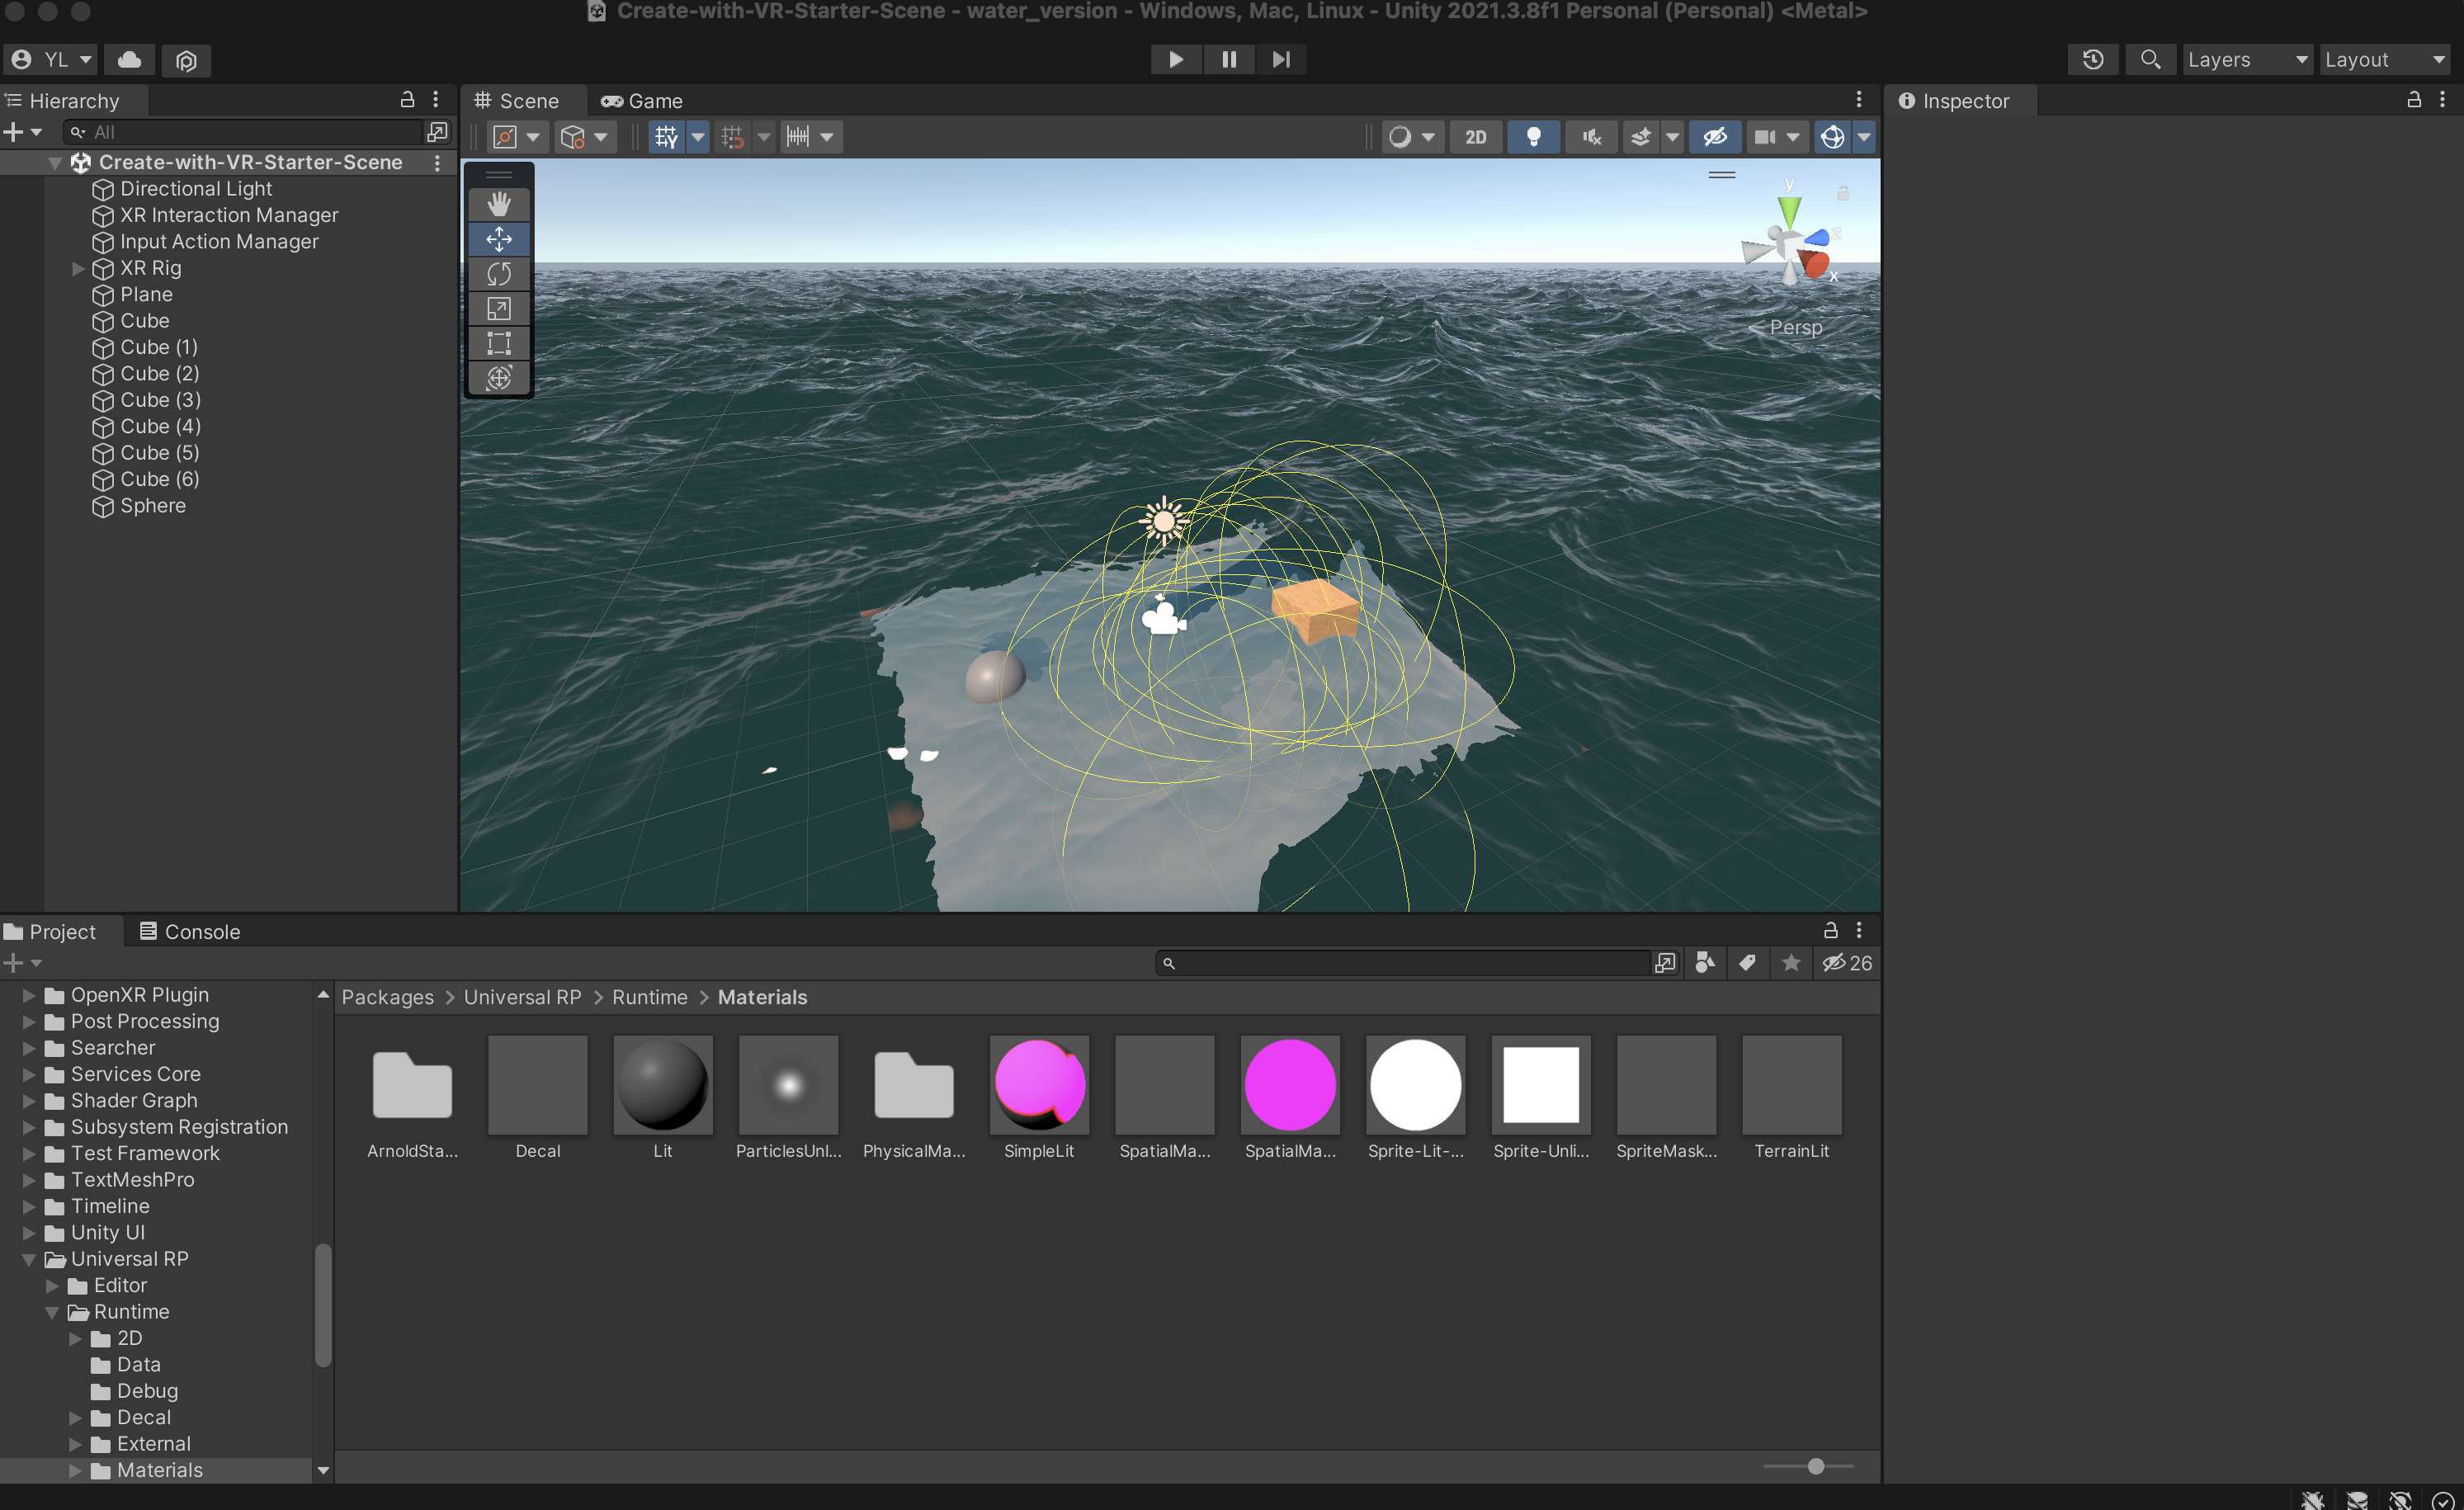 Create-with-VR-Starter-Scene - water_version - Windows, Mac, Linux - Unity 2021.3.8f1 Personal (Personal) <Metal>
YL
Layers
Layout
Hierarchy
Scene
Game
Inspector
All
2D
Create-with-VR-Starter-Scene
Directional Light
XR Interaction Manager
Input Action Manager
XR Rig
Plane
Cube
Cube (1)
Cube (2)
Cube (3)
Cube (4)
Cube (5)
Cube (6)
Sphere
y
z
x
Persp
Project
Console
26
OpenXR Plugin
Post Processing
Searcher
Services Core
Shader Graph
Subsystem Registration
Test Framework
TextMeshPro
Timeline
Unity UI
Universal RP
Editor
Runtime
2D
Data
Debug
Decal
External
Materials
Packages > Universal RP > Runtime > Materials
ArnoldSta...
Decal
Lit
ParticlesUnl...
PhysicalMa...
SimpleLit
SpatialMa...
SpatialMa...
Sprite-Lit-...
Sprite-Unli...
SpriteMask...
TerrainLit